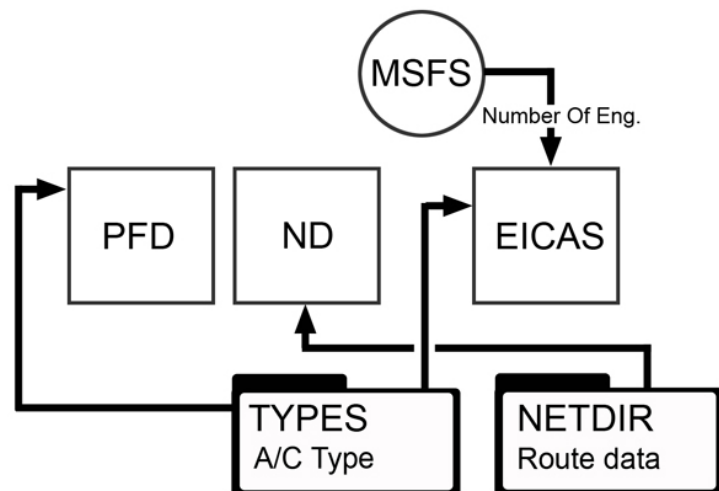 MSFS
Number Of Eng.
PFD
ND
EICAS
TYPES
A/C Type
NETDIR
Route data